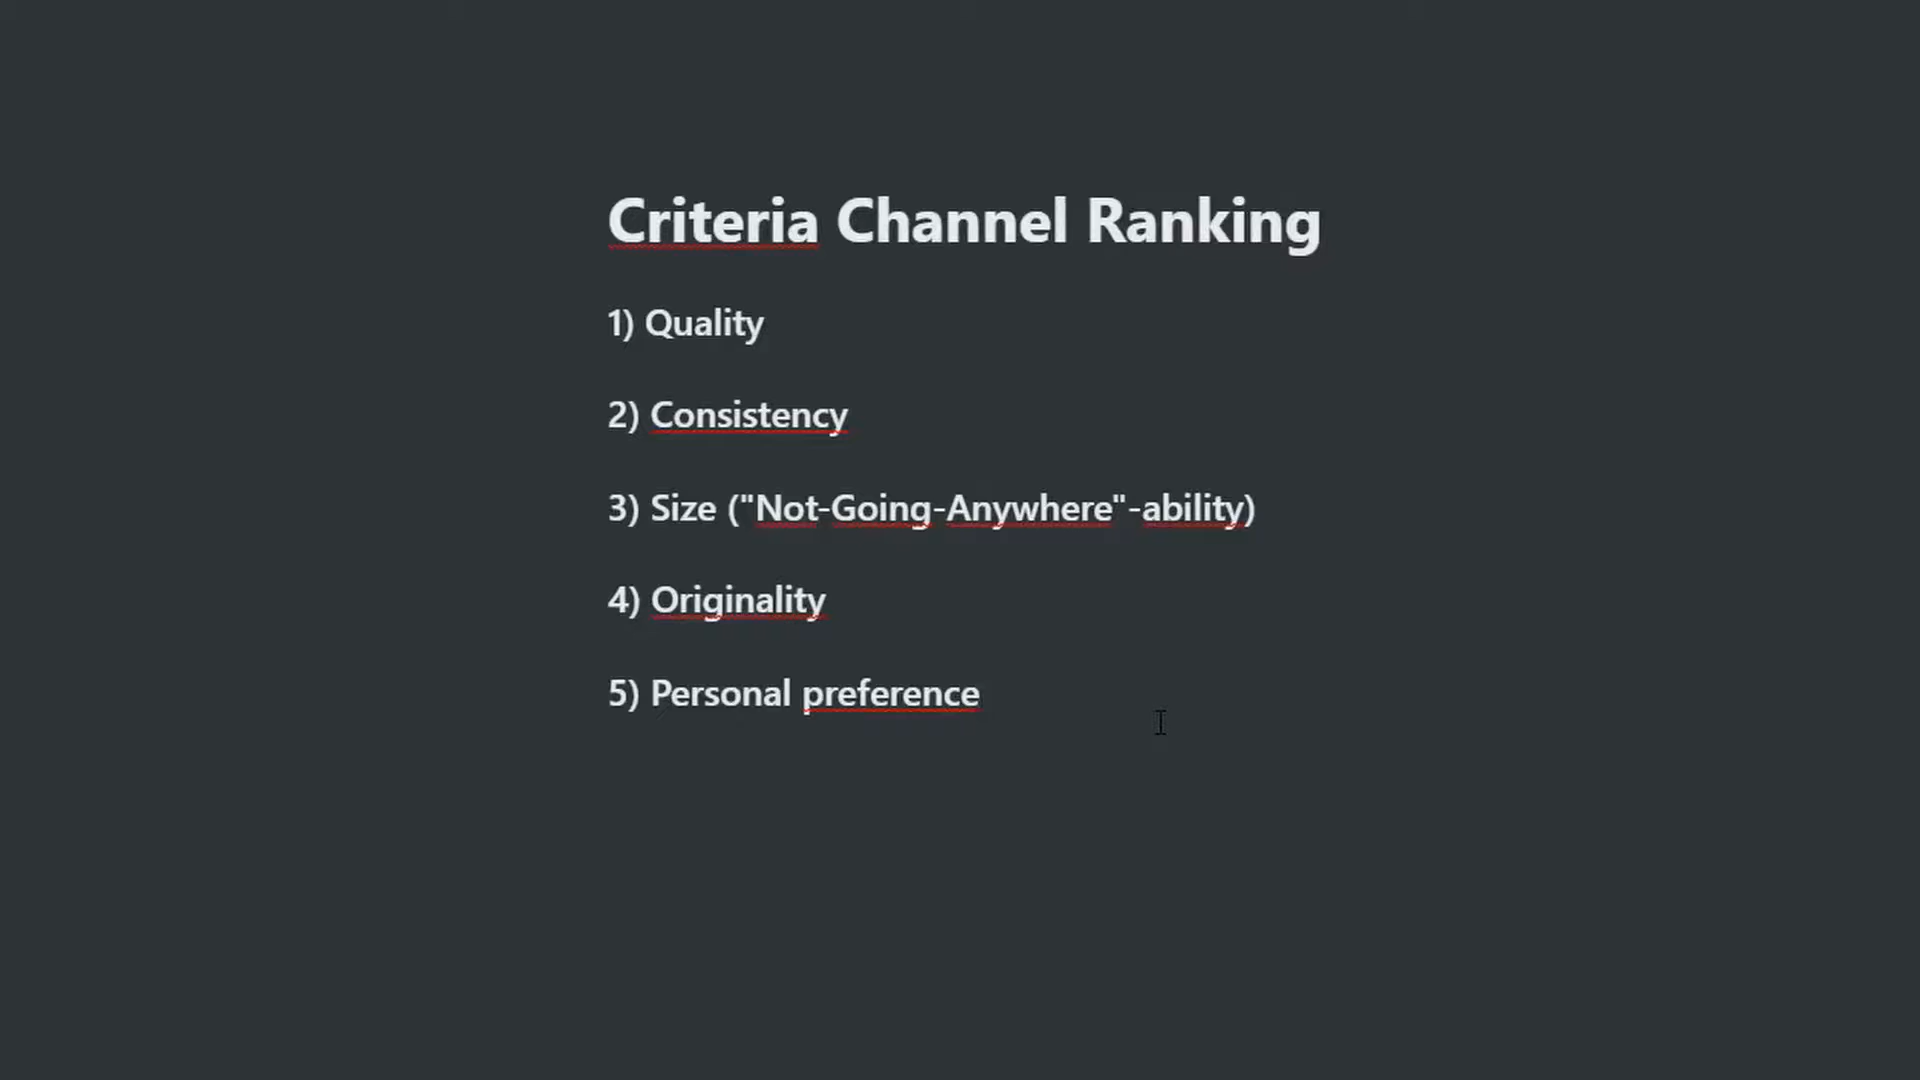 Criteria Channel Ranking
1) Quality
2) Consistency
3) Size ("Not-Going-Anywhere"-ability)
4) Originality
5) Personal preference